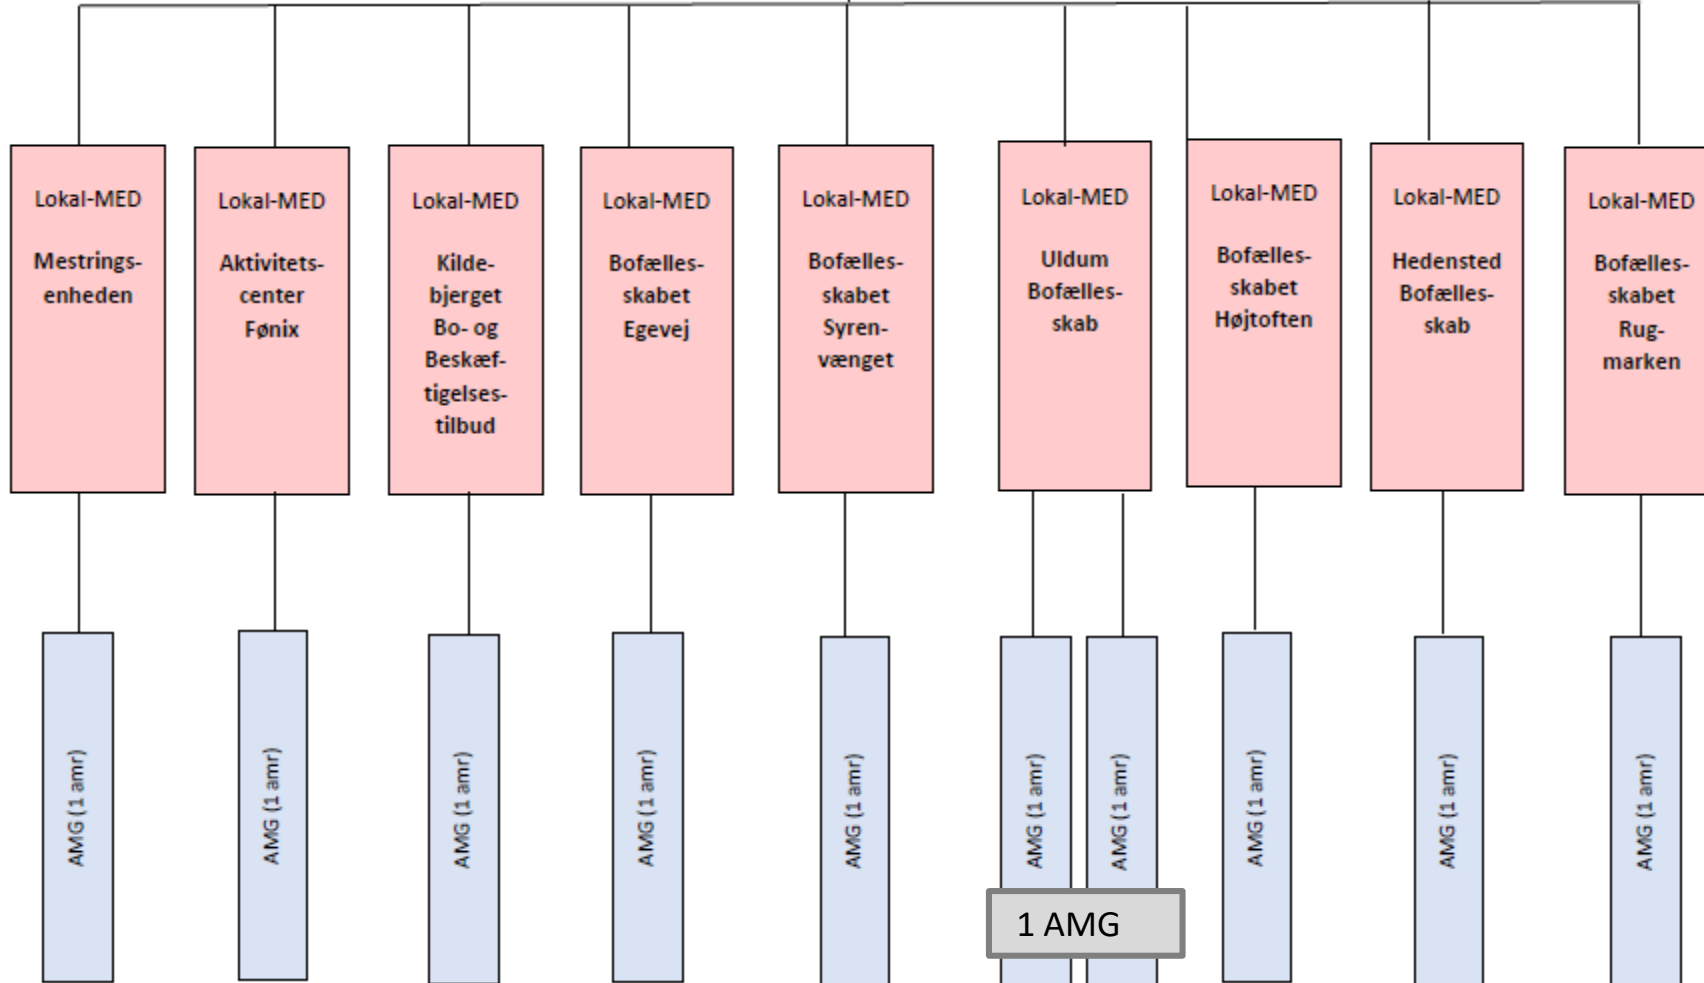 Lokal-MED
Mestrings-
enheden
Lokal-MED
Aktivitets-
center
Fønix
Lokal-MED
Kilde-
bjerget
Bo- og
Beskæf-
tigelses-
tilbud
Lokal-MED
Bofælles-
skabet
Egevej
Lokal-MED
Bofælles-
skabet
Syren-
vænget
Lokal-MED
Uldum
Bofælles-
skab
Lokal-MED
Bofælles-
skabet
Højtoften
Lokal-MED
Hedensted
Bofælles-
skab
Lokal-MED
Bofælles-
skabet
Rug-
marken
AMG (1 amr)
AMG (1 amr)
AMG (1 amr)
AMG (1 amr)
AMG (1 amr)
AMG (1 amr)
AMG (1 amr)
AMG (1 amr)
AMG (1 amr)
AMG (1 amr)
1 AMG